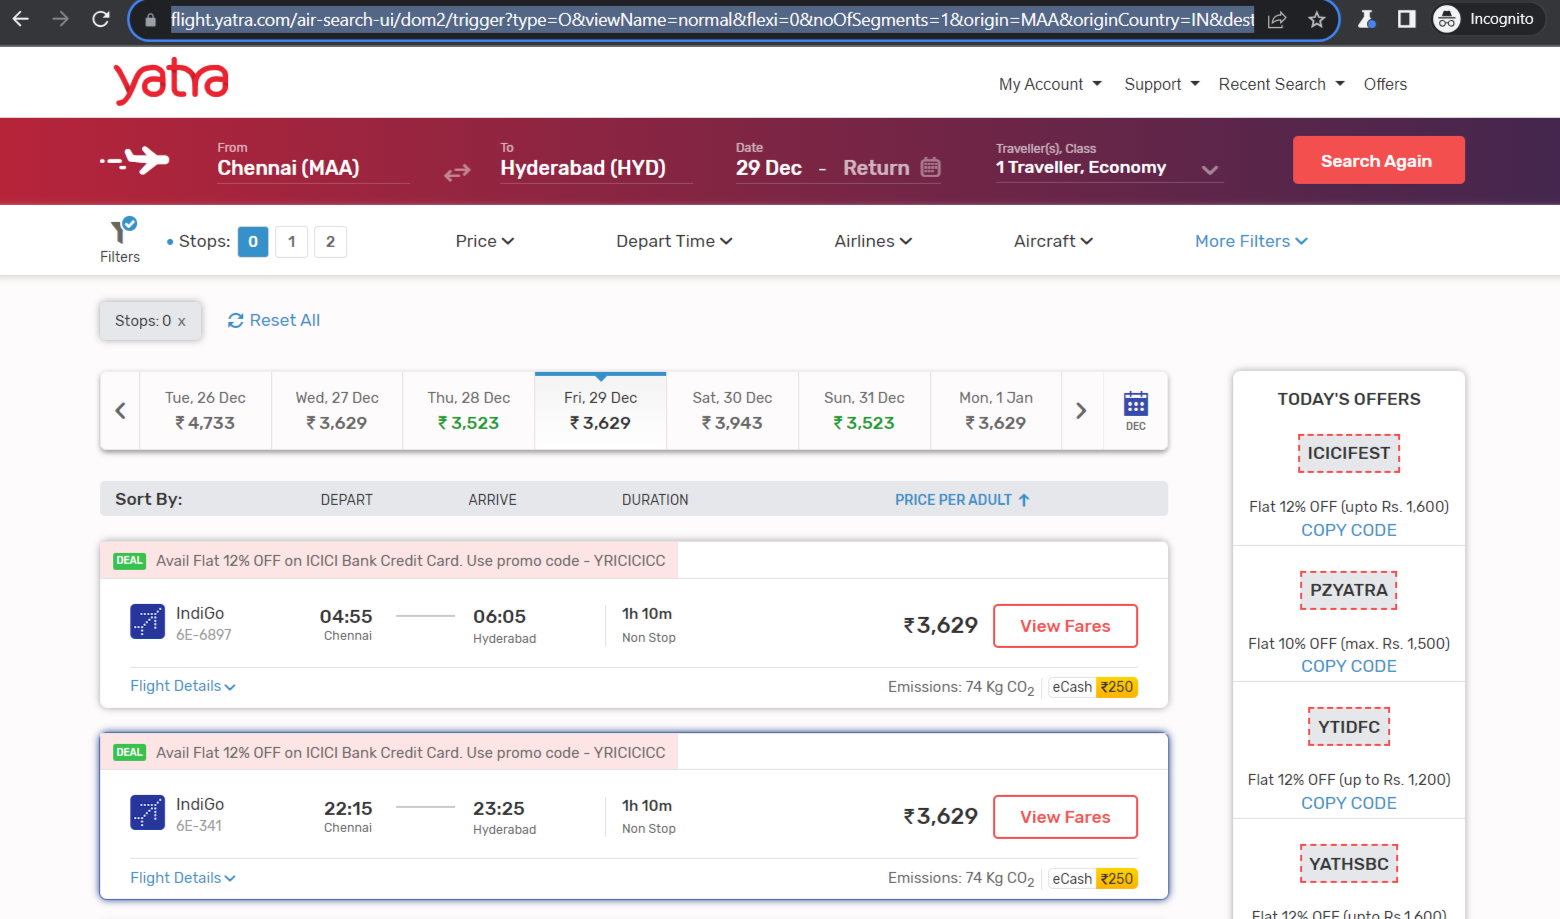 flight.yatra.com/air-search-ui/dom2/trigger?type=O&viewName=normal&flexi=0&noOfSegments=1&origin=MAA&originCountry=IN&dest
Incognito
yatra
My Account Support Recent Search Offers
From To Date Traveller(s), Class
Chennai (MAA) Hyderabad (HYD) 29 Dec - Return 1 Traveller, Economy Search Again
Filters Stops: 0 1 2 Price Depart Time Airlines Aircraft More Filters
Stops: 0 x Reset All
Tue, 26 Dec Wed, 27 Dec Thu, 28 Dec Fri, 29 Dec Sat, 30 Dec Sun, 31 Dec Mon, 1 Jan
₹ 4,733 ₹ 3,629 ₹ 3,523 ₹ 3,629 ₹ 3,943 ₹ 3,523 ₹ 3,629 DEC
Sort By: DEPART ARRIVE DURATION PRICE PER ADULT ↑
DEAL Avail Flat 12% OFF on ICICI Bank Credit Card. Use promo code - YRICICICC
IndiGo 04:55 06:05 1h 10m ₹3,629 View Fares
6E-6897 Chennai Hyderabad Non Stop
Flight Details Emissions: 74 Kg CO2 eCash ₹250
DEAL Avail Flat 12% OFF on ICICI Bank Credit Card. Use promo code - YRICICICC
IndiGo 22:15 23:25 1h 10m ₹3,629 View Fares
6E-341 Chennai Hyderabad Non Stop
Flight Details Emissions: 74 Kg CO2 eCash ₹250
TODAY'S OFFERS
ICICIFEST
Flat 12% OFF (upto Rs. 1,600)
COPY CODE
PZYATRA
Flat 10% OFF (max. Rs. 1,500)
COPY CODE
YTIDFC
Flat 12% OFF (up to Rs. 1,200)
COPY CODE
YATHSBC
Flat 12% OFF (upto Rs 1,600)